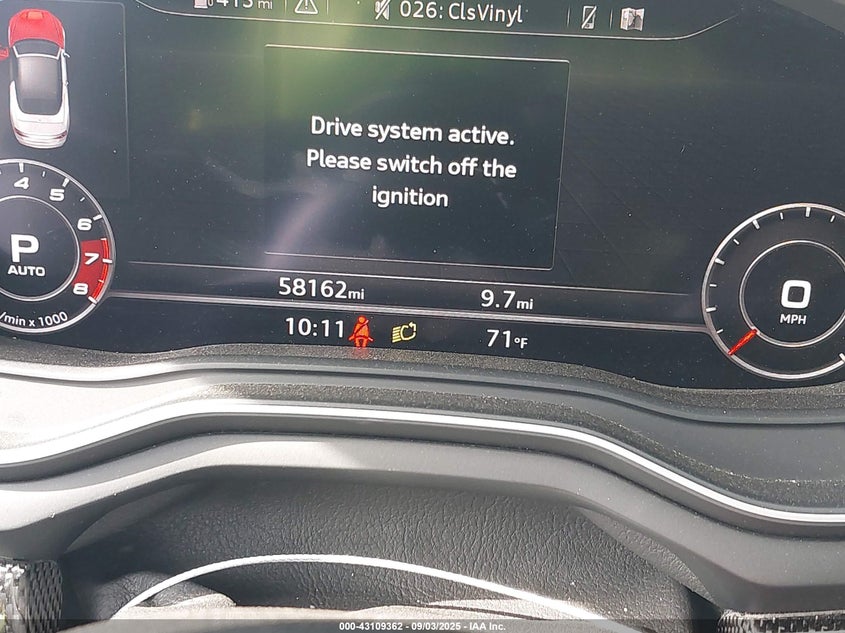 413 mi
026: ClsVinyl
Drive system active.
Please switch off the
ignition
4 5 6 7 8
P
AUTO
/min x 1000
0
MPH
58162mi 9.7mi
10:11 71°F
000-43109362 - 09/03/2025 - IAA Inc.